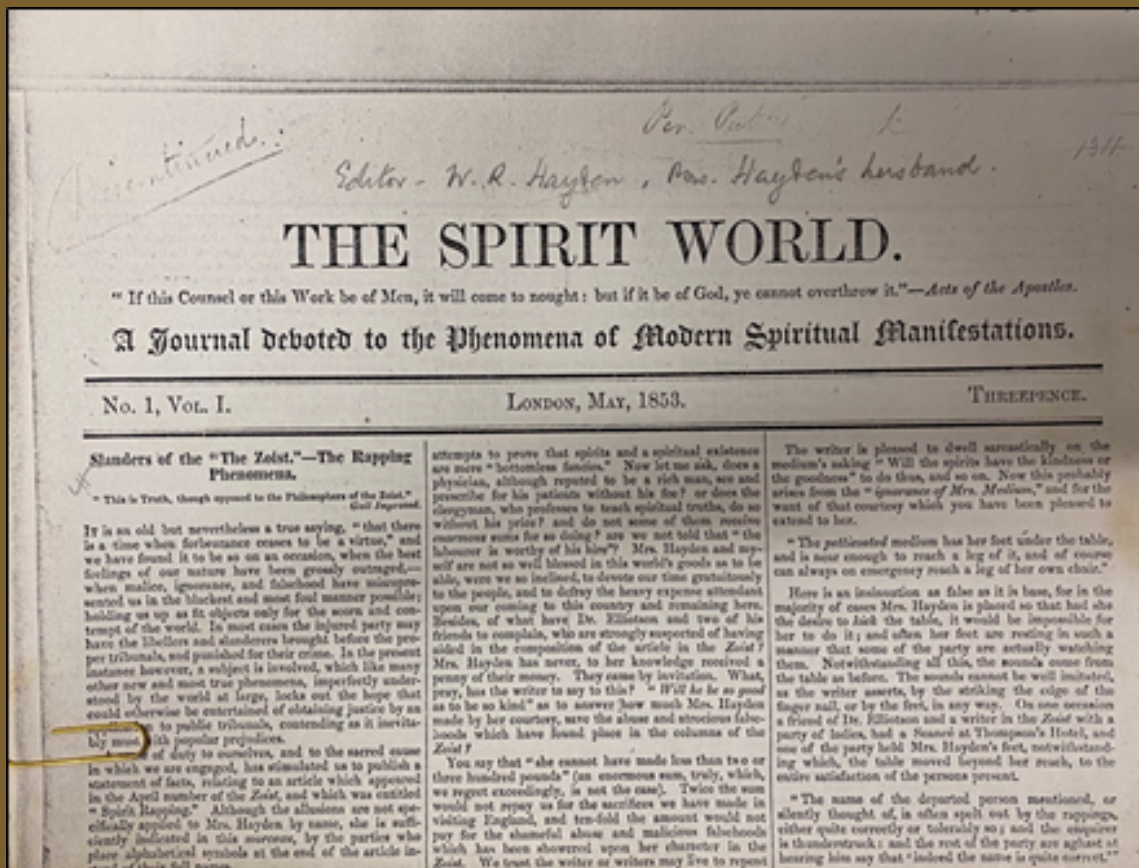 Discontinued.
Per.
Editor - W. R. Hayden, Mrs. Hayden's husband.
THE SPIRIT WORLD.
" If this Counsel or this Work be of Men, it will come to nought: but if it be of God, ye cannot overthrow it."—Acts of the Apostles.
A Journal devoted to the Phenomena of Modern Spiritual Manifestations.
No. 1, VOL. I.
LONDON, MAY, 1853.
THREEPENCE.
Slanders of the "The Zoist."—The Rapping
Phenomena.
"This is Truth, though opposed to the Philosophers of the Zoist."
Gall Improved.
IT is an old but nevertheless a true saying, "that there
is a time when forbearance ceases to be a virtue," and
we have found it to be so on an occasion, when the best
feelings of our nature have been grossly outraged,—
when malice, ignorance, and falsehood have misrepre-
sented us in the blackest and most foul manner possible;
holding us up as fit objects only for the scorn and con-
tempt of the world. In most cases the injured party may
have the libellers and slanderers brought before the pro-
per tribunals, and punished for their crime. In the present
instance however, a subject is involved, which like many
other new and most true phenomena, imperfectly under-
stood by the world at large, locks out the hope that
could otherwise be entertained of obtaining justice by an
to public tribunals, contending as it inevita-
bly must with popular prejudices.
of duty to ourselves, and to the sacred cause
in which we are engaged, has stimulated us to publish a
statement of facts, relating to an article which appeared
in the April number of the Zoist, and which was entitled
"Spirit Rapping." Although the allusions are not spe-
cifically applied to Mrs. Hayden by name, she is suffi-
ciently indicated in this manner, by the parties who
place alphabetical symbols at the end of the article in-
attempts to prove that spirits and a spiritual existence
are mere "bottomless fancies." Now let me ask, does a
physician, although reputed to be a rich man, see and
prescribe for his patients without his fee? or does the
clergyman, who professes to teach spiritual truths, do so
without his price? and do not some of them receive
enormous sums for so doing? are we not told that "the
labourer is worthy of his hire"? Mrs. Hayden and my-
self are not so well blessed in this world's goods as to be
able, were we so inclined, to devote our time gratuitously
to the people, and to defray the heavy expense attendant
upon our coming to this country and remaining here.
Besides, of what have Dr. Elliotson and two of his
friends to complain, who are strongly suspected of having
aided in the composition of the article in the Zoist?
Mrs. Hayden has never, to her knowledge received a
penny of their money. They came by invitation. What,
pray, has the writer to say to this? "Will he be so good
as to be so kind" as to answer how much Mrs. Hayden
made by her courtesy, save the abuse and atrocious false-
hoods which have found place in the columns of the
Zoist?
You say that "she cannot have made less than two or
three hundred pounds" (an enormous sum, truly, which,
we regret exceedingly, is not the case). Twice the sum
would not repay us for the sacrifices we have made in
visiting England, and ten-fold the amount would not
pay for the shameful abuse and malicious falsehoods
which has been showered upon her character in the
Zoist. We trust the writer or writers may live to repent
The writer is pleased to dwell sarcastically on the
medium's asking "Will the spirits have the kindness or
the goodness" to do thus, and so on. Now this probably
arises from the "ignorance of Mrs. Medium," and for the
want of that courtesy which you have been pleased to
extend to her.
"The petticoated medium has her feet under the table,
and is near enough to reach a leg of it, and of course
can always on emergency reach a leg of her own chair."
Here is an insinuation as false as it is base, for in the
majority of cases Mrs. Hayden is placed so that had she
the desire to kick the table, it would be impossible for
her to do it; and often her feet are resting in such a
manner that some of the party are actually watching
them. Notwithstanding all this, the sounds come from
the table as before. The sounds cannot be well imitated,
as the writer asserts, by the striking the edge of the
finger nail, or by the feet, in any way. On one occasion
a friend of Dr. Elliotson and a writer in the Zoist with a
party of ladies, had a Seance at Thompson's Hotel, and
one of the party held Mrs. Hayden's feet, notwithstand-
ing which, the table moved beyond her reach, to the
entire satisfaction of the persons present.
"The name of the departed person mentioned, or
silently thought of, is often spelt out by the rappings,
either quite correctly or tolerably so; and the enquirer
is thunderstruck: and the rest of the party are aghast at
hearing him say that indeed the name is quite correct."